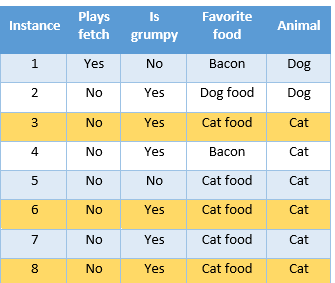 Instance Plays fetch Is grumpy Favorite food Animal
1 Yes No Bacon Dog
2 No Yes Dog food Dog
3 No Yes Cat food Cat
4 No Yes Bacon Cat
5 No No Cat food Cat
6 No Yes Cat food Cat
7 No Yes Cat food Cat
8 No Yes Cat food Cat